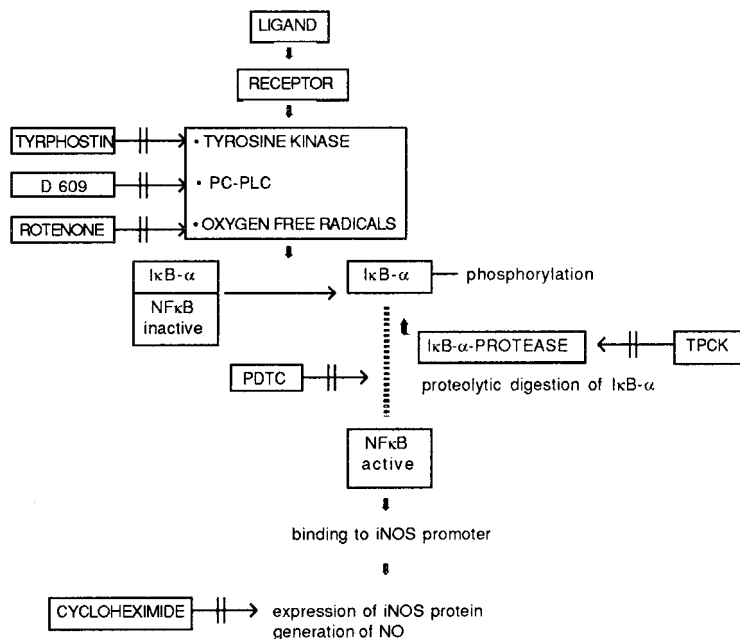 LIGAND
RECEPTOR
TYRPHOSTIN
• TYROSINE KINASE
D 609
• PC-PLC
ROTENONE
• OXYGEN FREE RADICALS
IκB-α
NFκB
inactive
IκB-α
phosphorylation
IκB-α-PROTEASE
TPCK
proteolytic digestion of IκB-α
PDTC
NFκB
active
binding to iNOS promoter
CYCLOHEXIMIDE
expression of iNOS protein
generation of NO